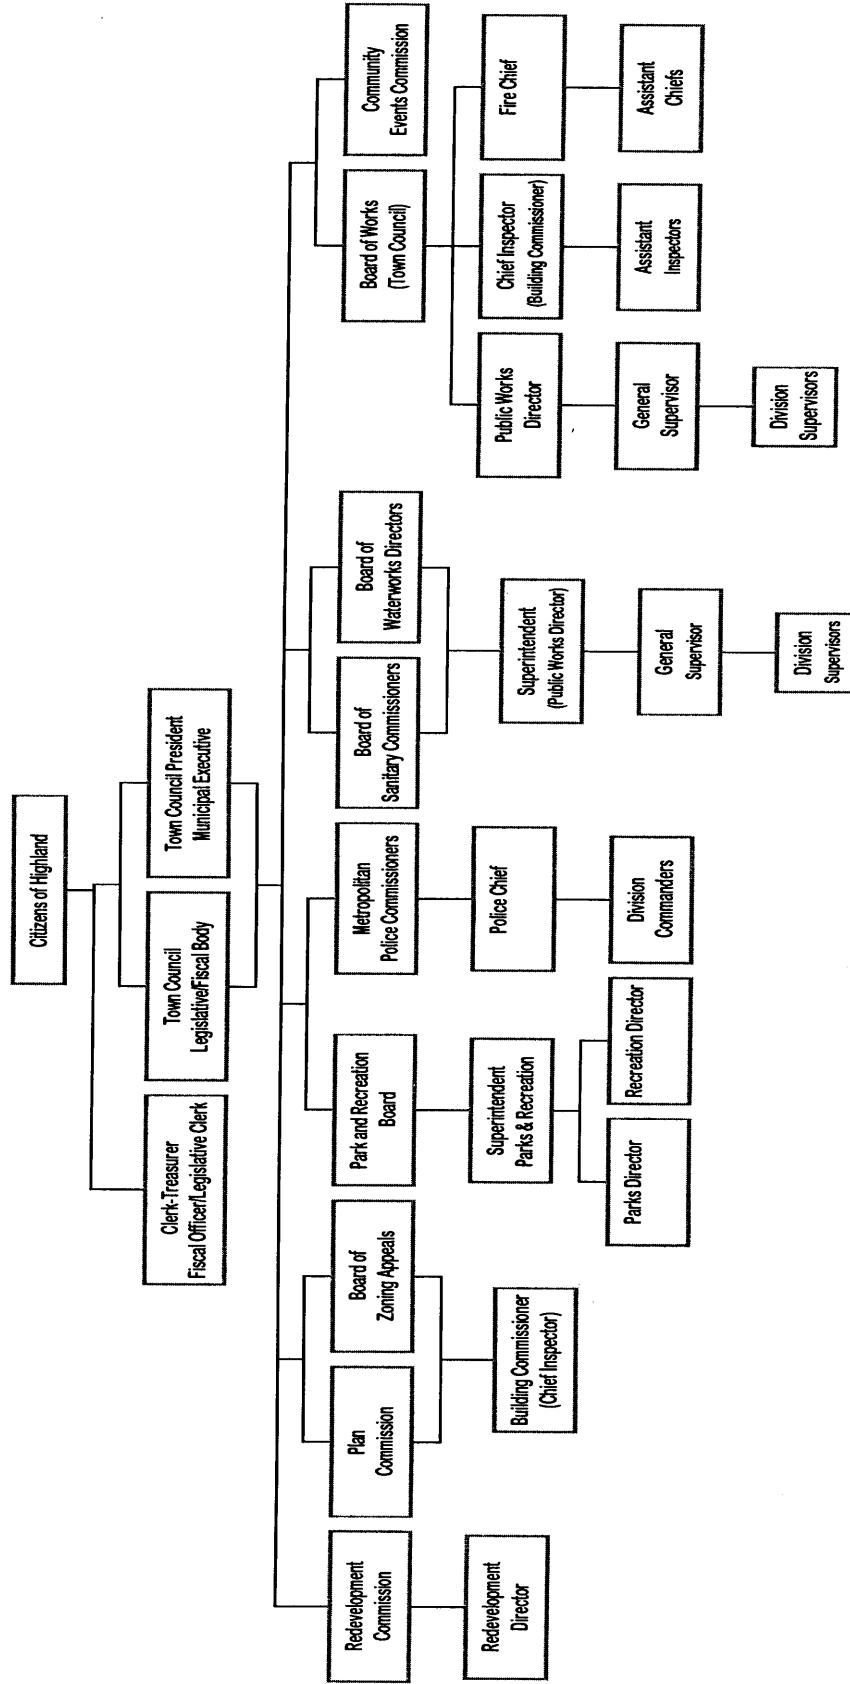 Citizens of Highland
Clerk-Treasurer
Fiscal Officer/Legislative Clerk
Town Council
Legislative/Fiscal Body
Town Council President
Municipal Executive
Redevelopment
Commission
Plan
Commission
Board of
Zoning Appeals
Park and Recreation
Board
Metropolitan
Police Commissioners
Board of
Sanitary Commissioners
Board of
Waterworks Directors
Board of Works
(Town Council)
Community
Events Commission
Redevelopment
Director
Building Commissioner
(Chief Inspector)
Superintendent
Parks & Recreation
Police Chief
Superintendent
(Public Works Director)
Public Works
Director
Chief Inspector
(Building Commissioner)
Fire Chief
Parks Director
Recreation Director
Division
Commanders
General
Supervisor
General
Supervisor
Assistant
Inspectors
Assistant
Chiefs
Division
Supervisors
Division
Supervisors